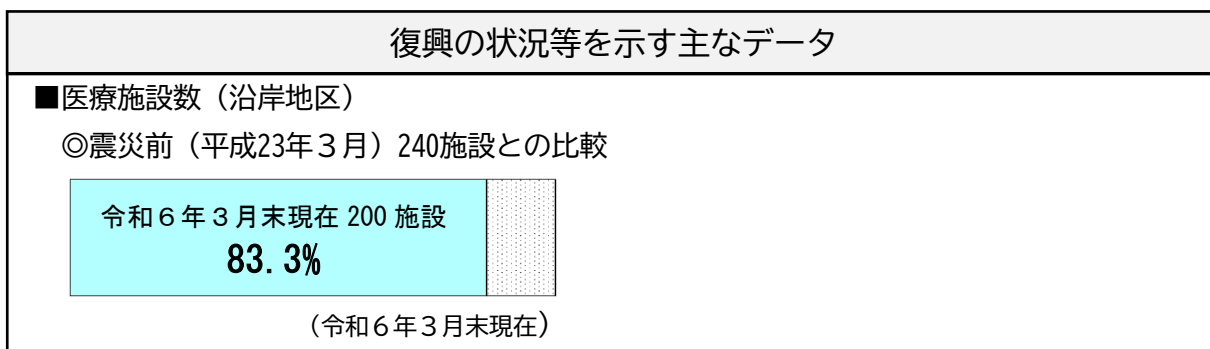 復興の状況等を示す主なデータ
■医療施設数（沿岸地区）
◎震災前（平成23年３月）240施設との比較
令和６年３月末現在 200 施設
83.3%
（令和６年３月末現在）